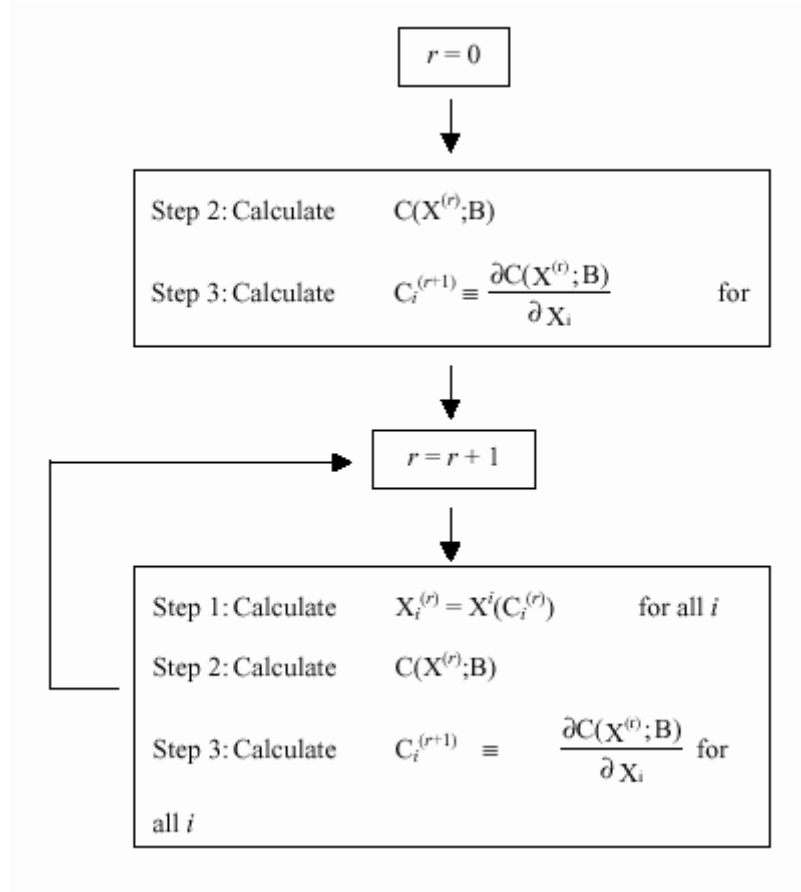 r = 0
Step 2: Calculate C(X^(r);B)
Step 3: Calculate C_i^(r+1) ≡ ∂C(X^(r);B) / ∂X_i for
r = r + 1
Step 1: Calculate X_i^(r) = X^i(C_i^(r)) for all i
Step 2: Calculate C(X^(r);B)
Step 3: Calculate C_i^(r+1) ≡ ∂C(X^(r);B) / ∂X_i for
all i